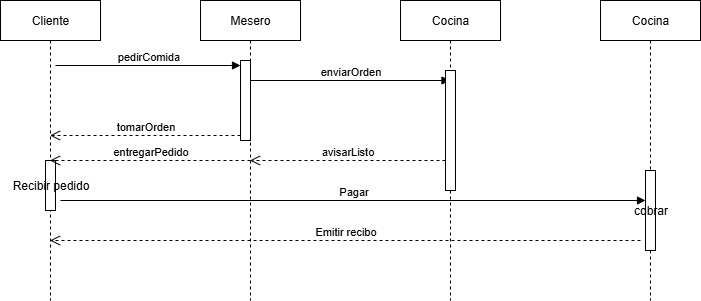 Cliente
Mesero
Cocina
Cocina
pedirComida
enviarOrden
tomarOrden
entregarPedido
avisarListo
Recibir pedido
Pagar
cobrar
Emitir recibo